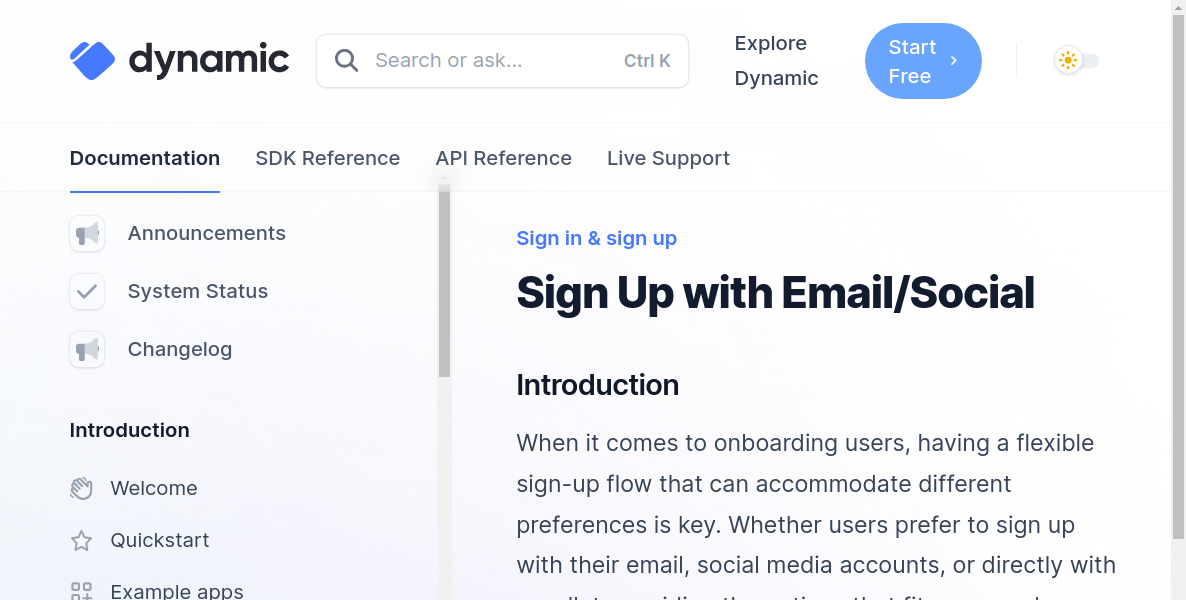 dynamic
Search or ask...
Ctrl K
Explore
Dynamic
Start
Free
Documentation
SDK Reference
API Reference
Live Support
Announcements
System Status
Changelog
Introduction
Welcome
Quickstart
Example apps
Sign in & sign up
Sign Up with Email/Social
Introduction
When it comes to onboarding users, having a flexible
sign-up flow that can accommodate different
preferences is key. Whether users prefer to sign up
with their email, social media accounts, or directly with